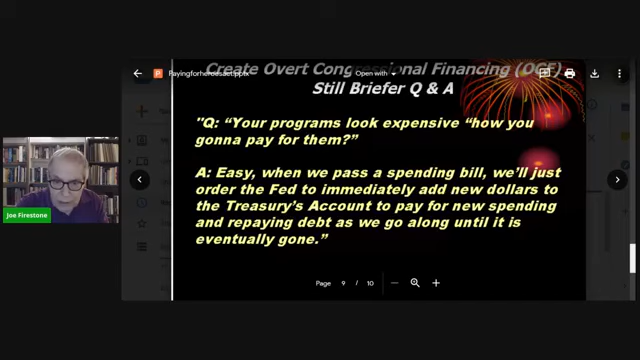 Create Overt Congressional Financing (OCF)
Payingforheroesact.pptx
Open with
Still Briefer Q & A
"Q: “Your programs look expensive “how you
gonna pay for them?”
A: Easy, when we pass a spending bill, we’ll just
order the Fed to immediately add new dollars to
the Treasury’s Account to pay for new spending
and repaying debt as we go along until it is
eventually gone.”
Joe Firestone
Page 9 / 10